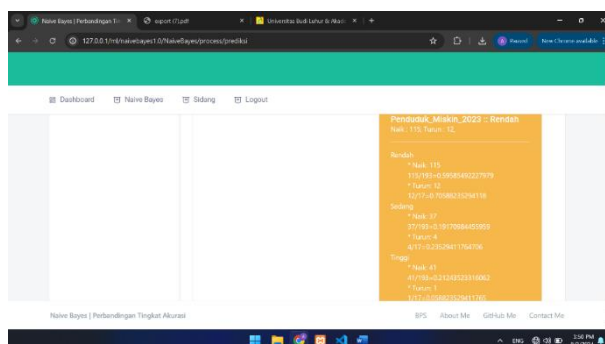 Naive Bayes | Perbandingan Tin
export (7).pdf
Universitas Budi Luhur & Akade
127.0.0.1/ml/naivebayes1.0/NaiveBayes/process/prediksi
Paused
New Chrome available
Dashboard
Naive Bayes
Sidang
Logout
Penduduk_Miskin_2023 :: Rendah
Naik : 115, Turun : 12,
Rendah
* Naik: 115
115/193=0.59585492227979
* Turun: 12
12/17=0.70588235294118
Sedang
* Naik: 37
37/193=0.19170984455959
* Turun: 4
4/17=0.23529411764706
Tinggi
* Naik: 41
41/193=0.21243523316062
* Turun: 1
1/17=0.058823529411765
Naive Bayes | Perbandingan Tingkat Akurasi
BPS
About Me
GitHub Me
Contact Me
ENG
3:50 PM